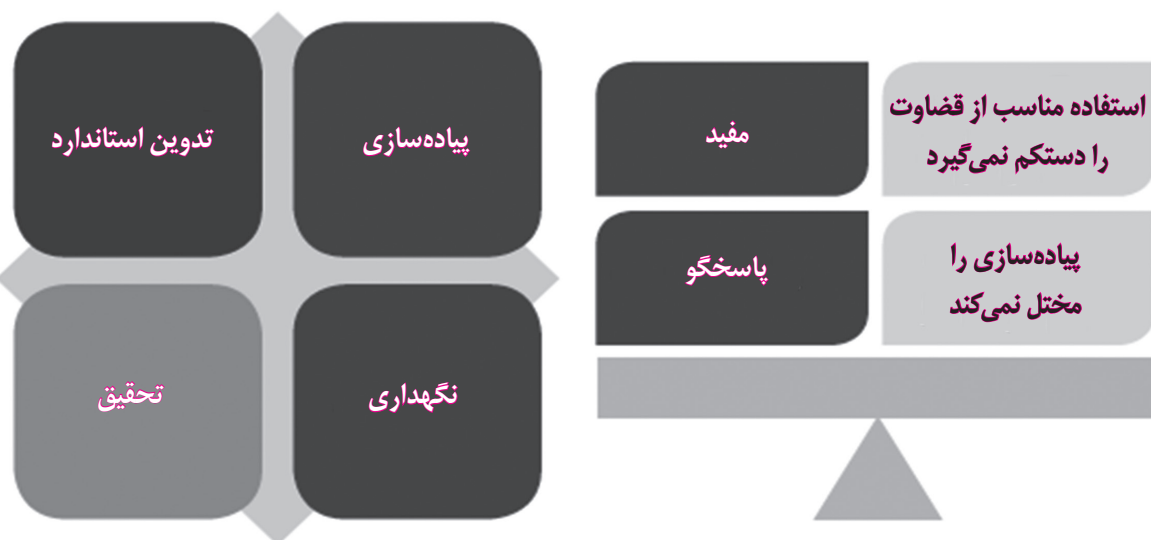 تدوین استاندارد
پیاده‌سازی
تحقیق
نگهداری
مفید
استفاده مناسب از قضاوت
را دستکم نمی‌گیرد
پاسخگو
پیاده‌سازی را
مختل نمی‌کند